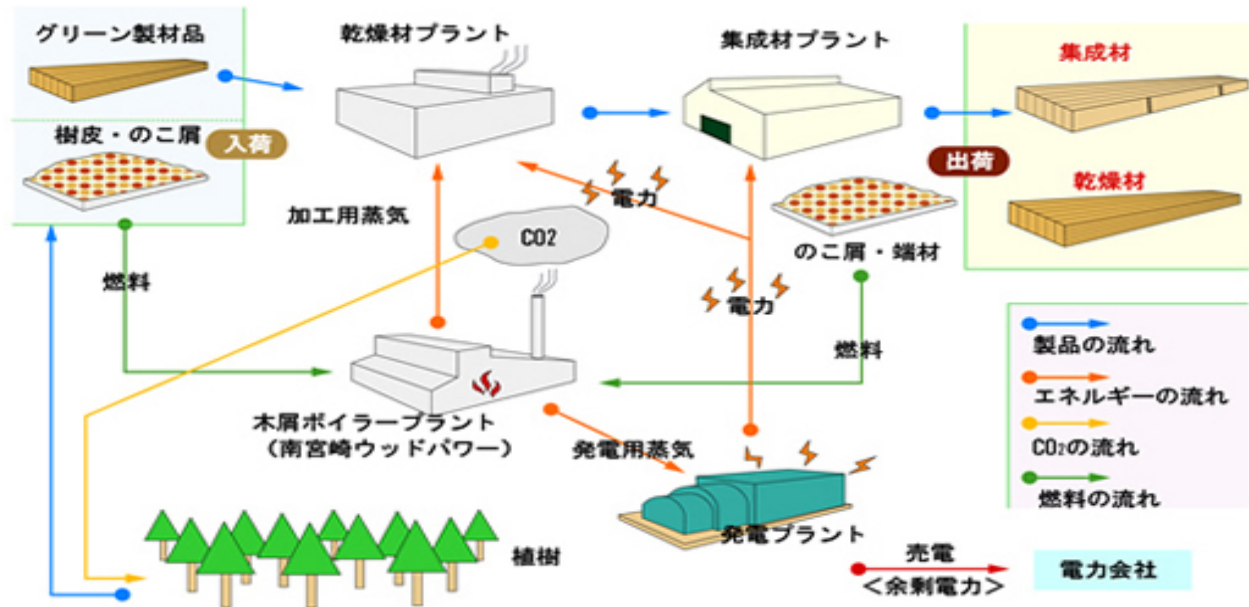 グリーン製材品
乾燥材プラント
集成材プラント
集成材
樹皮・のこ屑
入荷
出荷
乾燥材
加工用蒸気
電力
のこ屑・端材
CO2
燃料
電力
燃料
製品の流れ
エネルギーの流れ
CO2の流れ
燃料の流れ
木屑ボイラープラント
（南宮崎ウッドパワー）
発電用蒸気
発電プラント
植樹
売電
＜余剰電力＞
電力会社